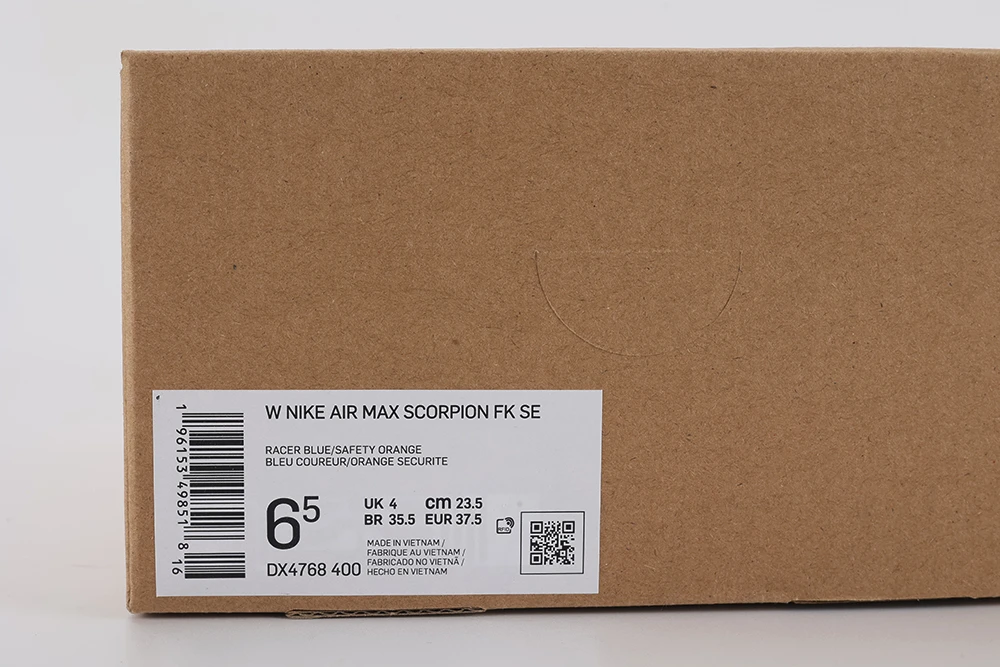 W NIKE AIR MAX SCORPION FK SE
RACER BLUE/SAFETY ORANGE
BLEU COUREUR/ORANGE SECURITE
6⁵
UK 4 cm 23.5
BR 35.5 EUR 37.5
MADE IN VIETNAM /
FABRIQUE AU VIETNAM /
FABRICADO NO VIETNÃ /
HECHO EN VIETNAM
DX4768 400
RFID
1 96153 49851 8 16